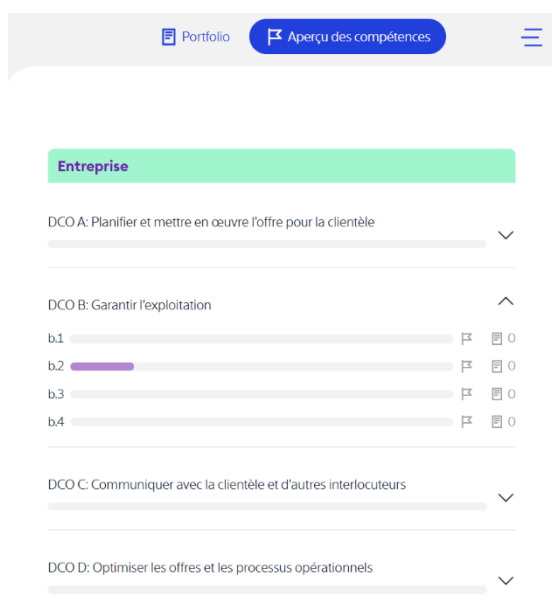 Portfolio
Aperçu des compétences
Entreprise
DCO A: Planifier et mettre en œuvre l'offre pour la clientèle
DCO B: Garantir l'exploitation
b.1 0
b.2 0
b.3 0
b.4 0
DCO C: Communiquer avec la clientèle et d'autres interlocuteurs
DCO D: Optimiser les offres et les processus opérationnels